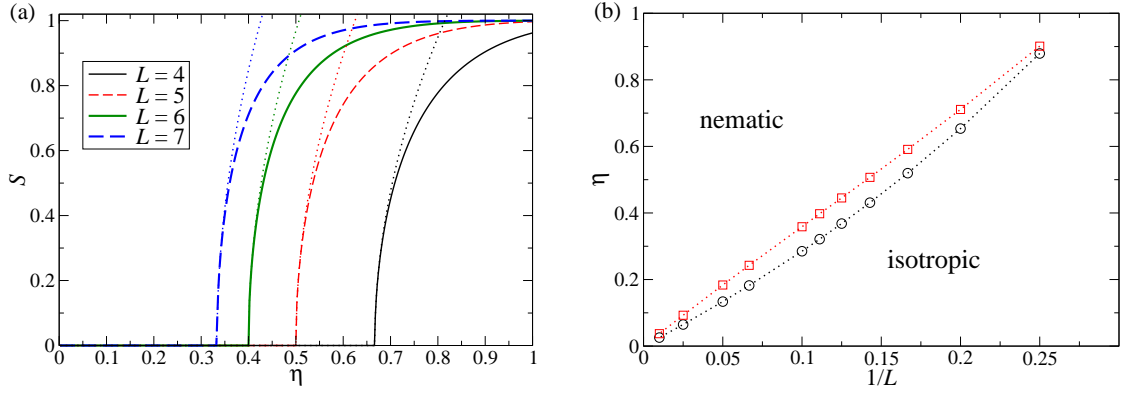 (a)
1
0.8
0.6
0.4
0.2
0
S
L = 4
L = 5
L = 6
L = 7
0 0.1 0.2 0.3 0.4 0.5 0.6 0.7 0.8 0.9 1
η
(b)
1
0.8
0.6
0.4
0.2
0
η
nematic
isotropic
0 0.05 0.1 0.15 0.2 0.25
1/L